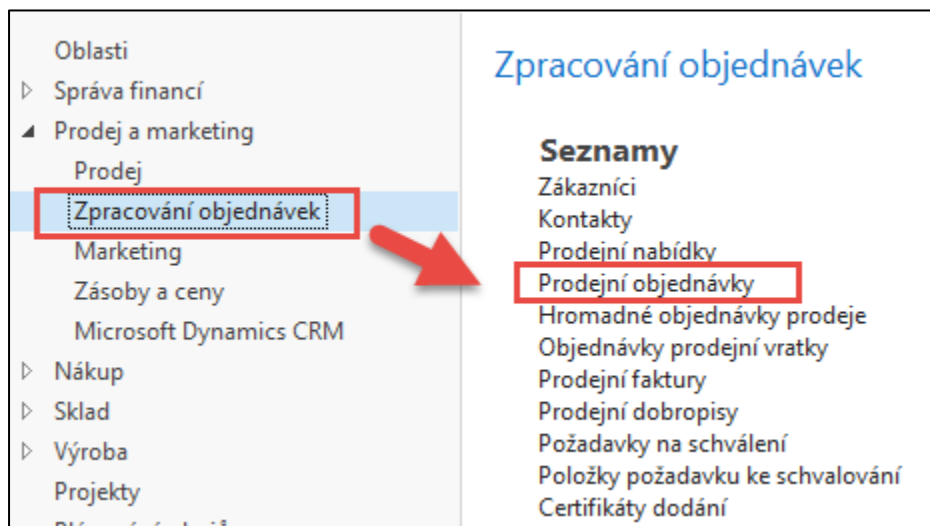 Oblasti
Správa financí
Prodej a marketing
Prodej
Zpracování objednávek
Marketing
Zásoby a ceny
Microsoft Dynamics CRM
Nákup
Sklad
Výroba
Projekty
Zpracování objednávek
Seznamy
Zákazníci
Kontakty
Prodejní nabídky
Prodejní objednávky
Hromadné objednávky prodeje
Objednávky prodejní vratky
Prodejní faktury
Prodejní dobropisy
Požadavky na schválení
Položky požadavku ke schvalování
Certifikáty dodání